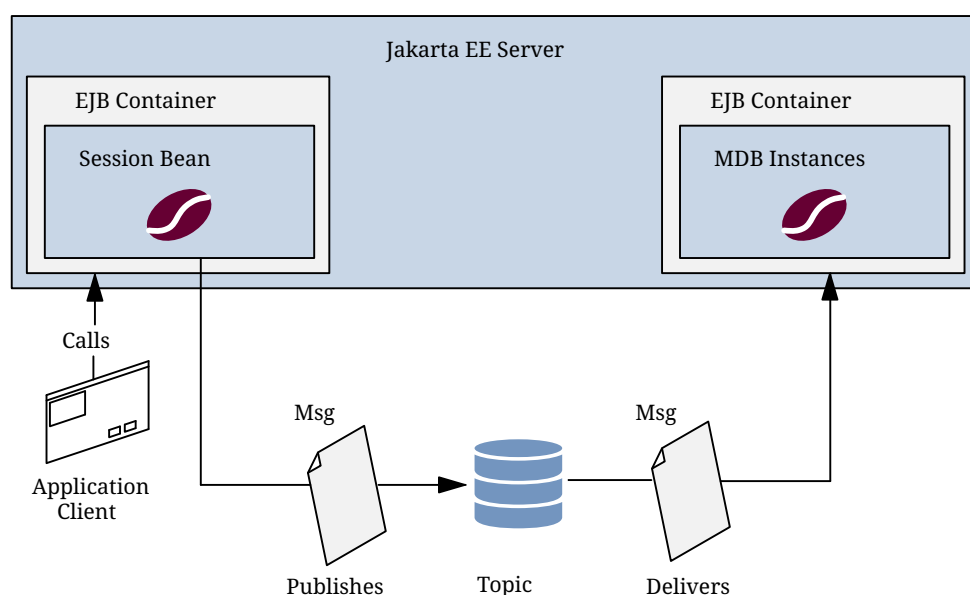 Jakarta EE Server
EJB Container
EJB Container
Session Bean
MDB Instances
Calls
Msg
Msg
Application
Client
Publishes
Topic
Delivers